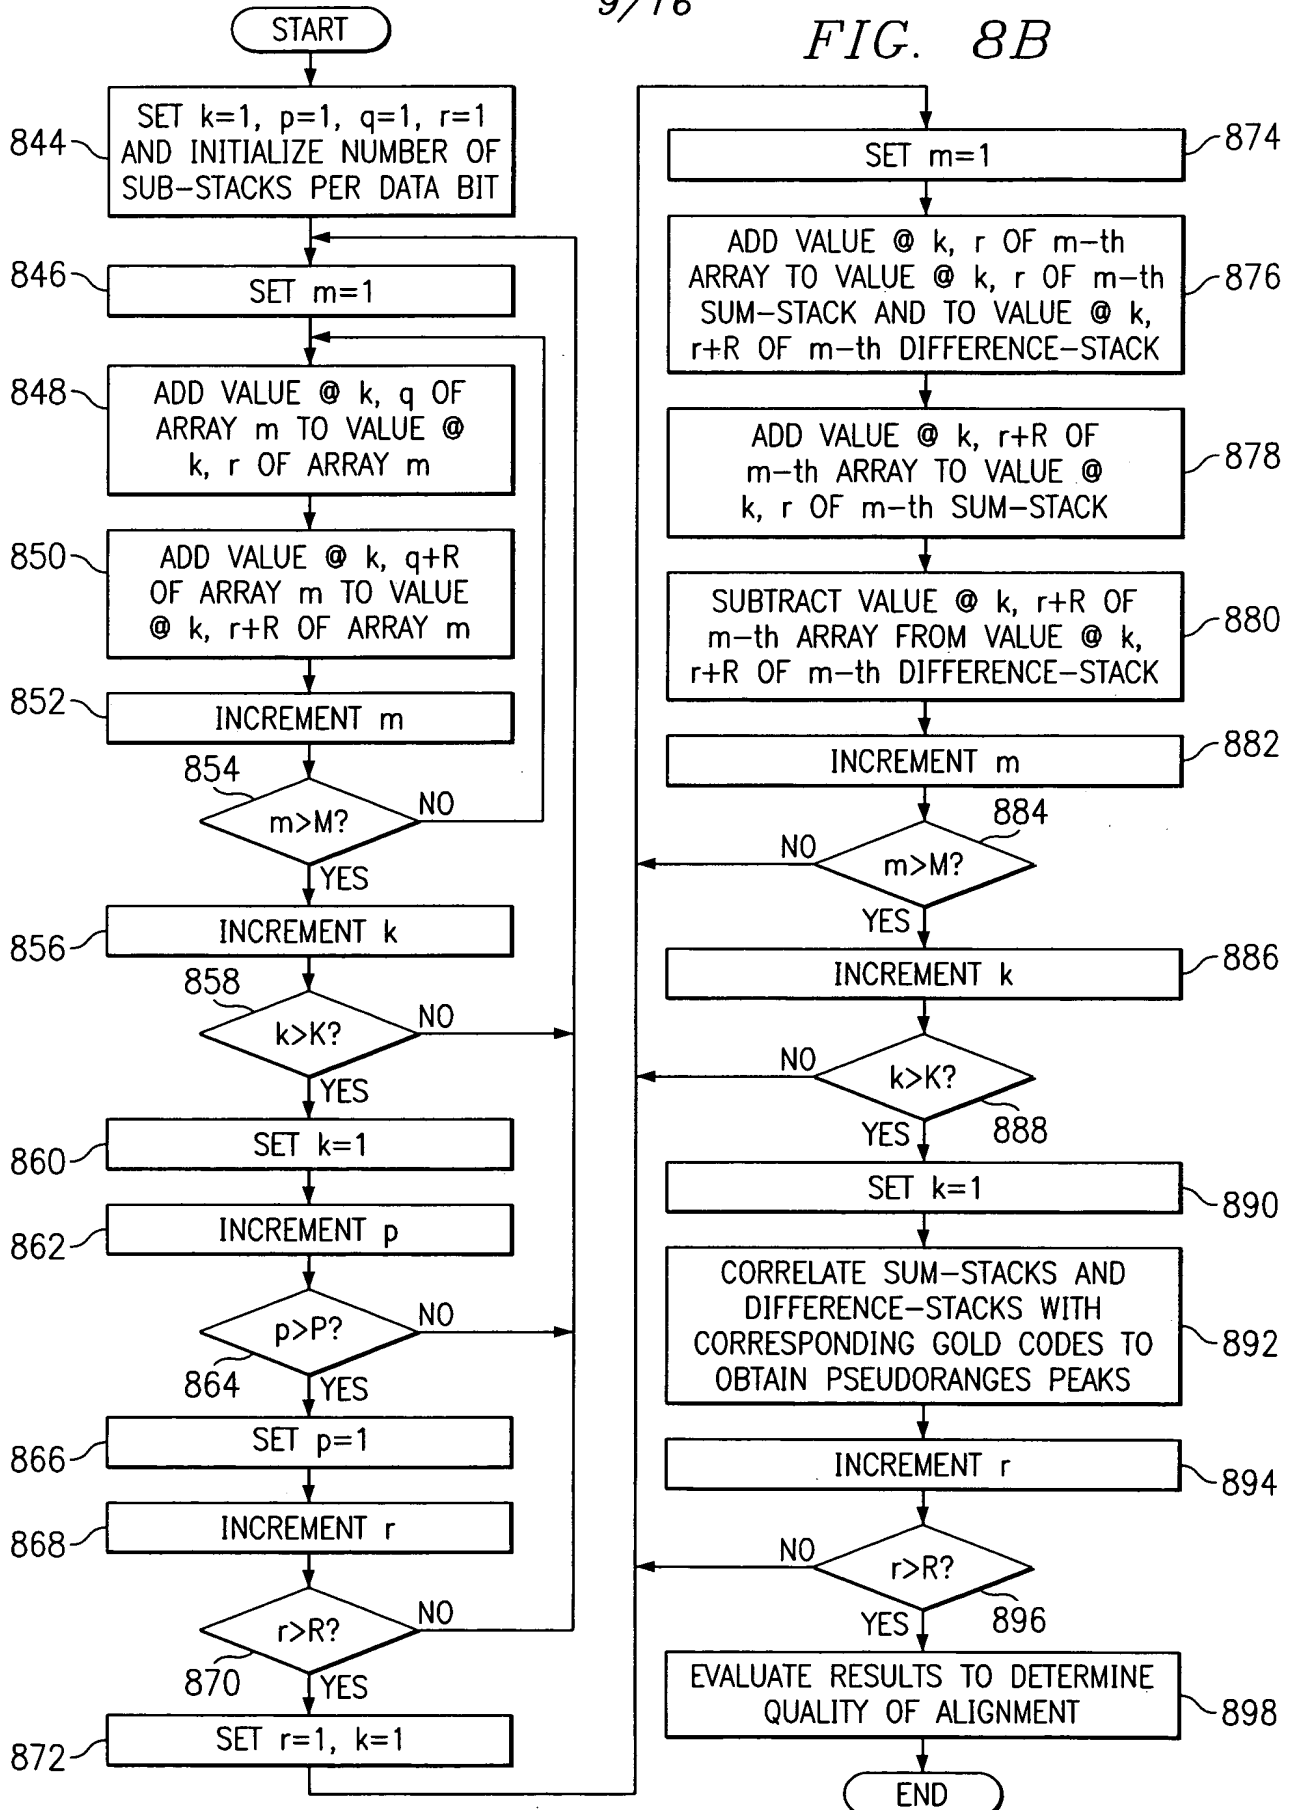 9/16
FIG. 8B
START
844
SET k=1, p=1, q=1, r=1
AND INITIALIZE NUMBER OF
SUB-STACKS PER DATA BIT
846
SET m=1
848
ADD VALUE @ k, q OF
ARRAY m TO VALUE @
k, r OF ARRAY m
850
ADD VALUE @ k, q+R
OF ARRAY m TO VALUE
@ k, r+R OF ARRAY m
852
INCREMENT m
854
m>M?
NO
YES
856
INCREMENT k
858
k>K?
NO
YES
860
SET k=1
862
INCREMENT p
p>P?
NO
864
YES
866
SET p=1
868
INCREMENT r
r>R?
NO
870
YES
872
SET r=1, k=1
874
SET m=1
876
ADD VALUE @ k, r OF m-th
ARRAY TO VALUE @ k, r OF m-th
SUM-STACK AND TO VALUE @ k,
r+R OF m-th DIFFERENCE-STACK
878
ADD VALUE @ k, r+R OF
m-th ARRAY TO VALUE @
k, r OF m-th SUM-STACK
880
SUBTRACT VALUE @ k, r+R OF
m-th ARRAY FROM VALUE @ k,
r+R OF m-th DIFFERENCE-STACK
882
INCREMENT m
884
NO
m>M?
YES
886
INCREMENT k
NO
k>K?
888
YES
SET k=1
890
CORRELATE SUM-STACKS AND
DIFFERENCE-STACKS WITH
CORRESPONDING GOLD CODES TO
OBTAIN PSEUDORANGES PEAKS
892
INCREMENT r
894
NO
r>R?
896
YES
EVALUATE RESULTS TO DETERMINE
QUALITY OF ALIGNMENT
898
END